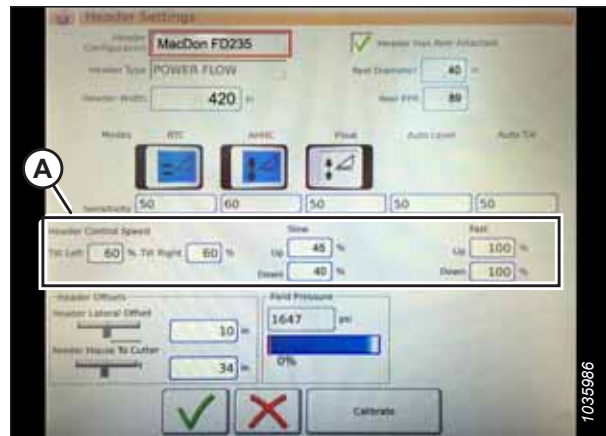 Header Settings
Header Configuration MacDon FD235 Header Has Reel Attached
Header Type POWER FLOW Reel Diameter 40 in
Header Width 420 in Reel PPR 89
Modes RTC AHHC Float Auto Level Auto Tilt
A
Sensitivity 50 60 50 50 50
Header Control Speed Slow Fast
Tilt Left 60 % Tilt Right 60 % Up 45 % Up 100 %
Down 40 % Down 100 %
Header Offsets Field Pressure
Header Lateral Offset 1647 psi
10 in
Feeder House To Cutter 0%
34 in
Calibrate
1035986